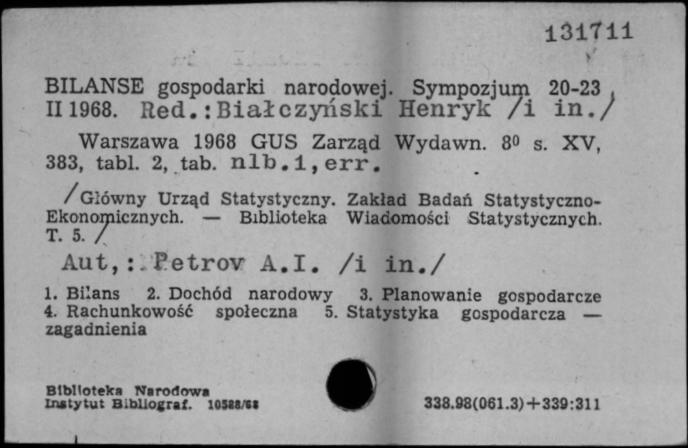 131711
BILANSE gospodarki narodowej. Sympozjum 20-23
II 1968. Red.: Białczyński Henryk /i in./
Warszawa 1968 GUS Zarząd Wydawn. 8⁰ s. XV,
383, tabl. 2, tab. nlb.1,err.
/Główny Urząd Statystyczny. Zakład Badań Statystyczno-
Ekonomicznych. — Biblioteka Wiadomości Statystycznych.
T. 5. /
Aut,: Petrov A.I. /i in./
1. Bilans 2. Dochód narodowy 3. Planowanie gospodarcze
4. Rachunkowość społeczna 5. Statystyka gospodarcza —
zagadnienia
Biblioteka Narodowa
Instytut Bibliograf. 10588/68
338.98(061.3)+339:311